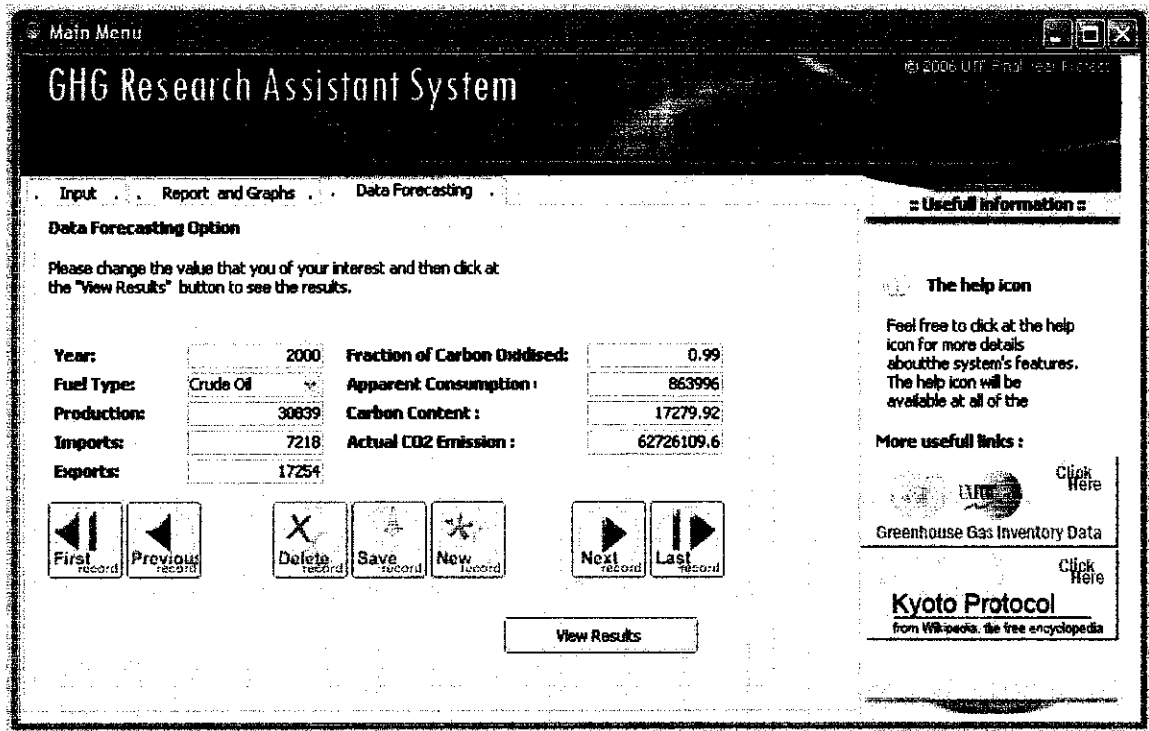 Main Menu
GHG Research Assistant System
Input
Report and Graphs
Data Forecasting
Data Forecasting Option
Please change the value that you of your interest and then click at
the "View Results" button to see the results.
Year: 2000 Fraction of Carbon Oxidised: 0.99
Fuel Type: Crude Oil Apparent Consumption: 863996
Production: 30839 Carbon Content : 17279.92
Imports: 7218 Actual CO2 Emission : 62726109.6
Exports: 17254
First record
Previous record
Delete record
Save record
New record
Next record
Last record
View Results
:: Usefull information ::
The help icon
Feel free to click at the help
icon for more details
aboutthe system's features.
The help icon will be
available at all of the
More usefull links :
Click
Here
Greenhouse Gas Inventory Data
Click
Here
Kyoto Protocol
from Wikipedia, the free encyclopedia